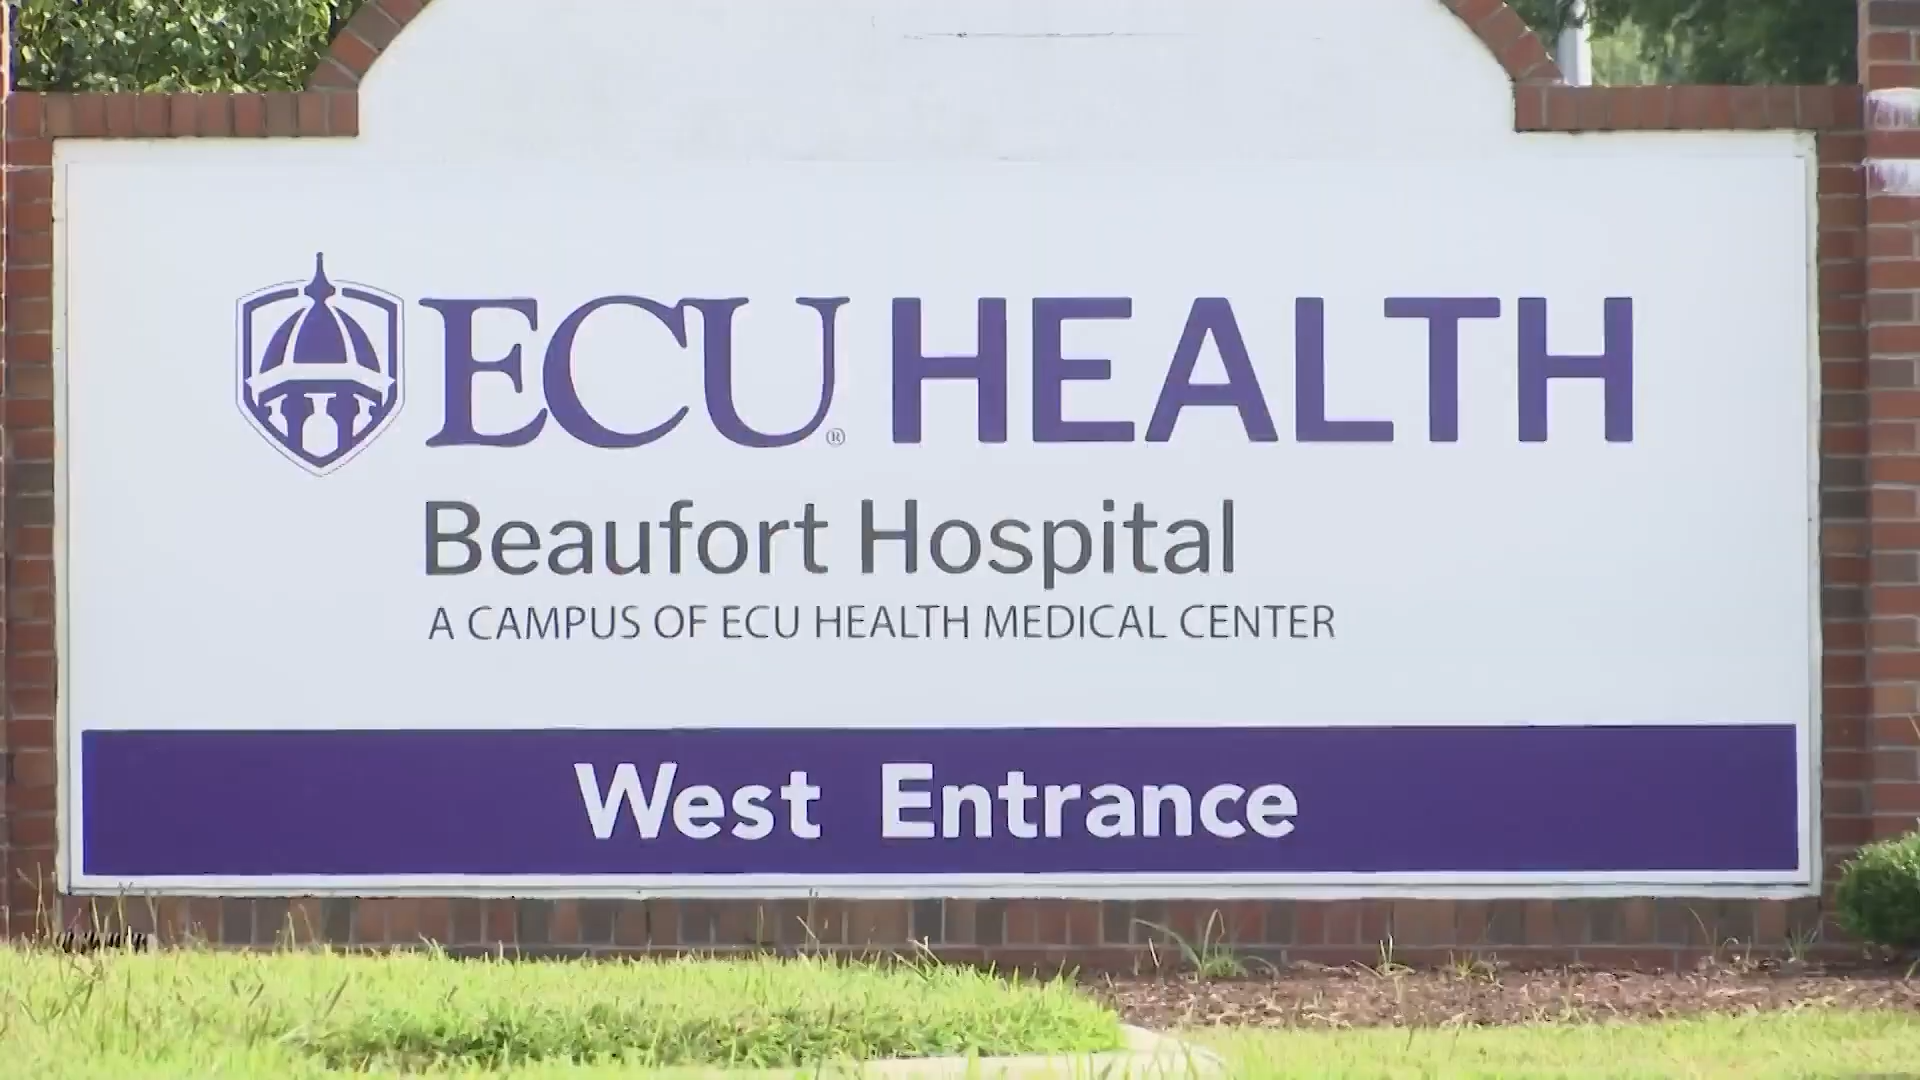 ECU® HEALTH
Beaufort Hospital
A CAMPUS OF ECU HEALTH MEDICAL CENTER
West Entrance